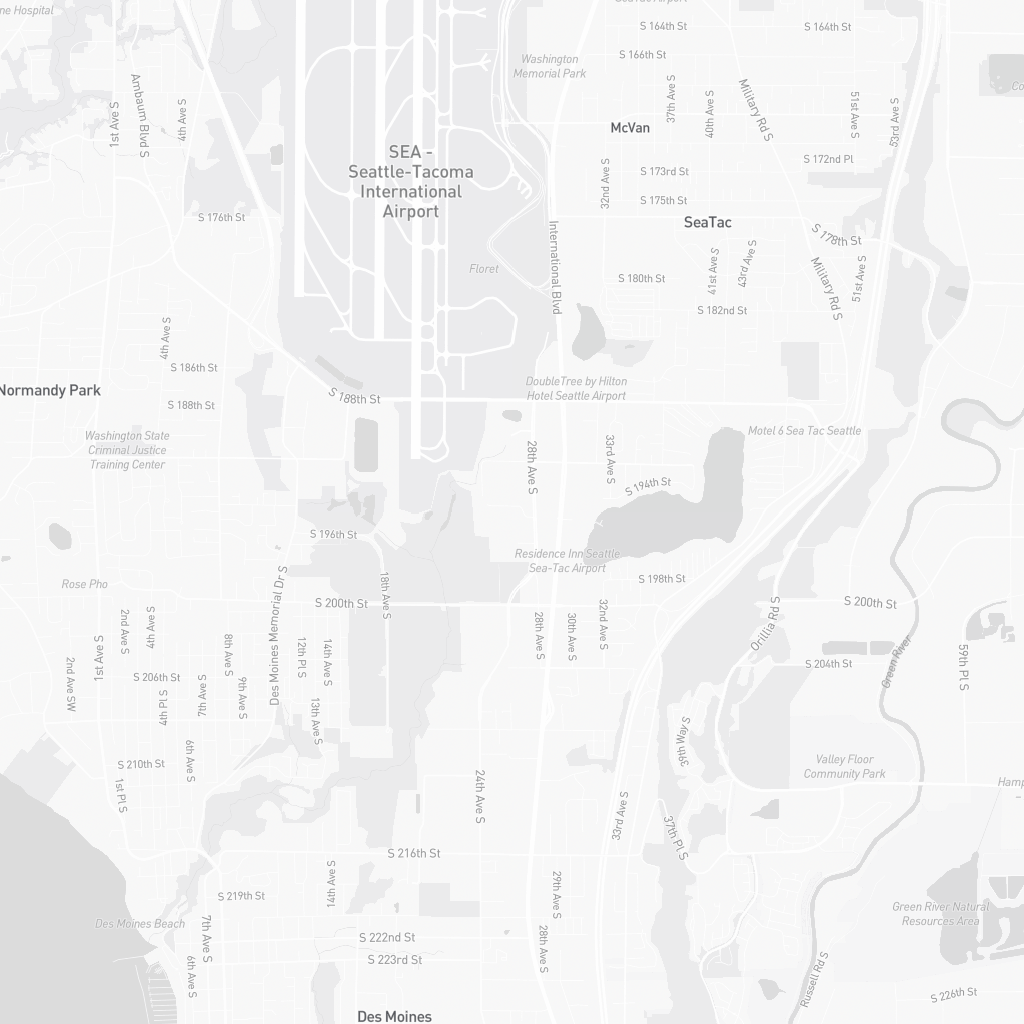 SeaTac Airport
ne Hospital
S 164th St
S 164th St
S 166th St
Washington
Memorial Park
Ambaum Blvd S
1st Ave S
4th Ave S
37th Ave S
40th Ave S
Military Rd S
51st Ave S
53rd Ave S
Co
McVan
SEA -
Seattle-Tacoma
International
Airport
S 172nd Pl
S 173rd St
32nd Ave S
S 175th St
S 176th St
SeaTac
S 178th St
International Blvd
Floret
41st Ave S
43rd Ave S
Military Rd S
51st Ave S
S 180th St
S 182nd St
4th Ave S
S 186th St
Normandy Park
S 188th St
S 188th St
DoubleTree by Hilton
Hotel Seattle Airport
Washington State
Criminal Justice
Training Center
Motel 6 Sea Tac Seattle
28th Ave S
33rd Ave S
S 194th St
S 196th St
Residence Inn Seattle
Sea-Tac Airport
Rose Pho
18th Ave S
S 198th St
S 200th St
S 200th St
Des Moines Memorial Dr S
2nd Ave S
4th Ave S
28th Ave S
30th Ave S
32nd Ave S
Orillia Rd S
1st Ave S
8th Ave S
12th Pl S
14th Ave S
Green River
59th Pl S
S 204th St
2nd Ave SW
S 206th St
4th Pl S
7th Ave S
9th Ave S
13th Ave S
6th Ave S
39th Way S
S 210th St
Valley Floor
Community Park
Hamp
1st Pl S
24th Ave S
33rd Ave S
37th Pl S
S 216th St
14th Ave S
29th Ave S
S 219th St
Green River Natural
Resources Area
Des Moines Beach
7th Ave S
S 222nd St
28th Ave S
S 223rd St
6th Ave S
Russell Rd S
S 226th St
Des Moines